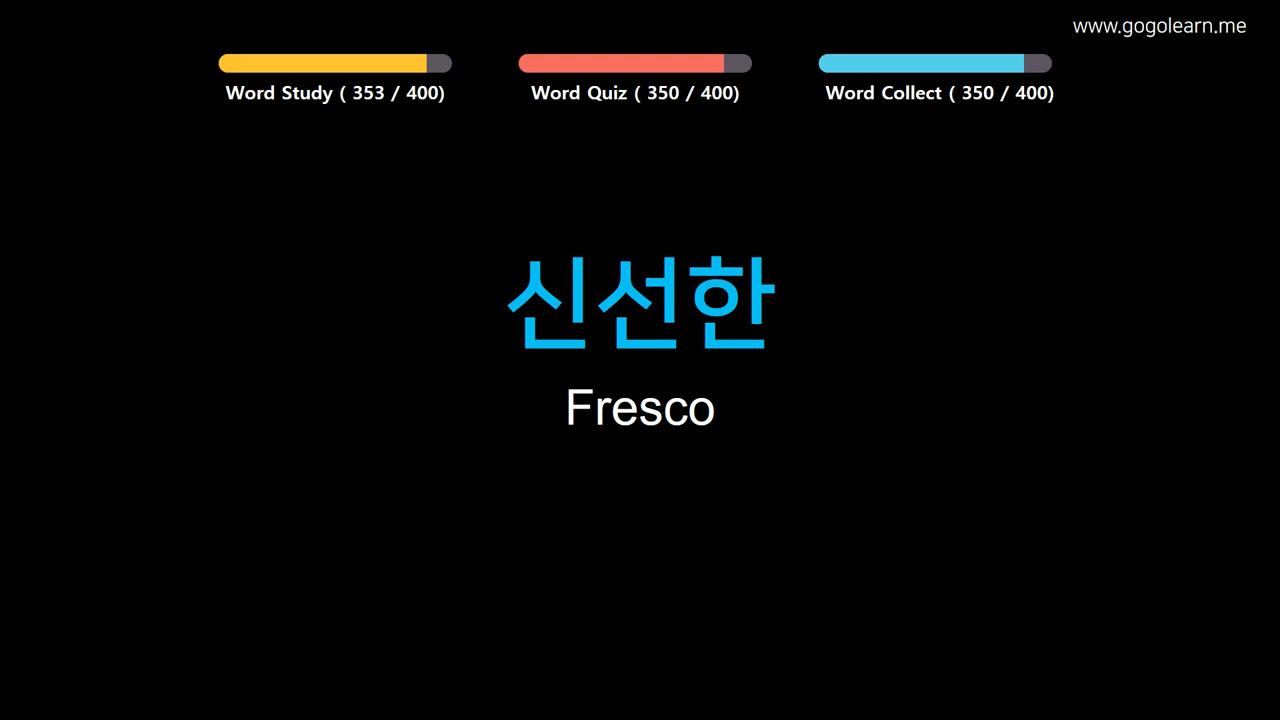 www.gogolearn.me
Word Study ( 353 / 400)
Word Quiz ( 350 / 400)
Word Collect ( 350 / 400)
신선한
Fresco